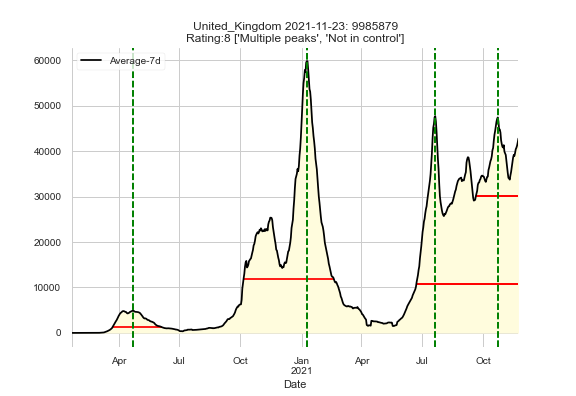 United_Kingdom 2021-11-23: 9985879
Rating:8 ['Multiple peaks', 'Not in control']
Average-7d
60000
50000
40000
30000
20000
10000
0
Apr Jul Oct Jan Apr Jul Oct
2021
Date